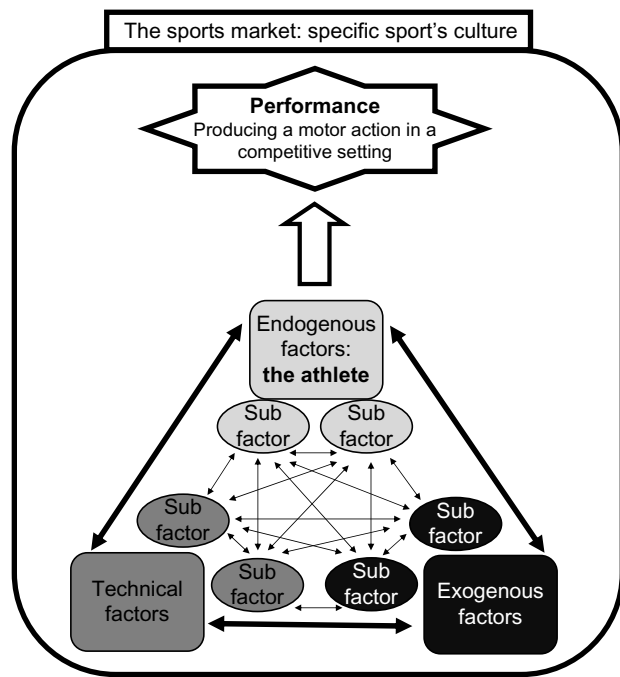 The sports market: specific sport's culture
Performance
Producing a motor action in a
competitive setting
Endogenous
factors:
the athlete
Sub
factor
Sub
factor
Sub
factor
Sub
factor
Sub
factor
Sub
factor
Technical
factors
Exogenous
factors